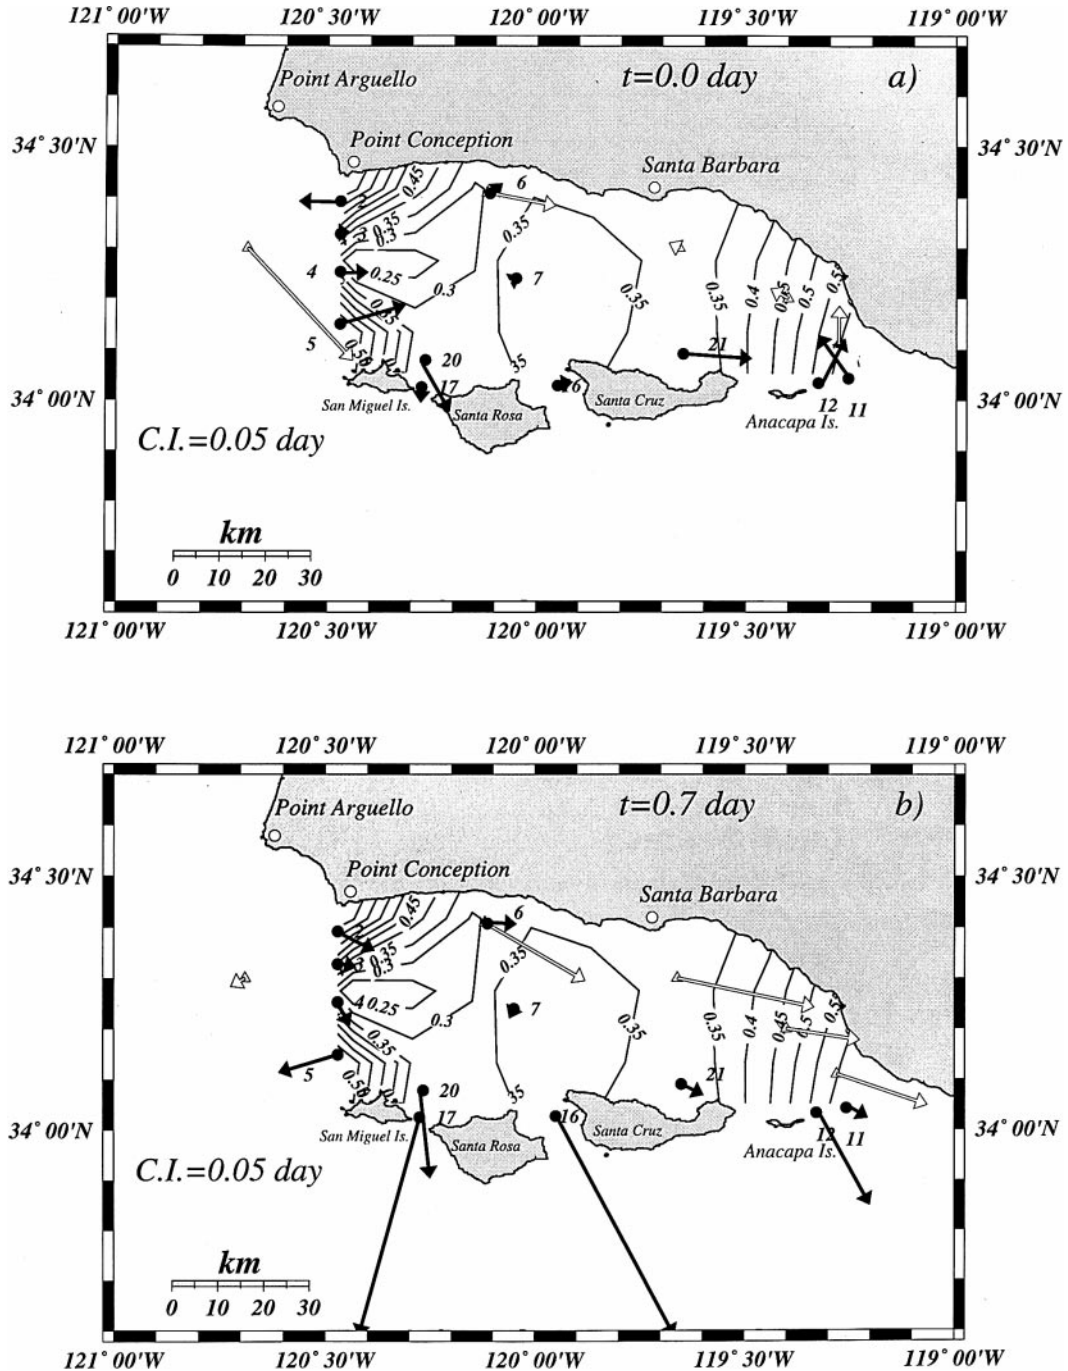 121°00'W 120°30'W 120°00'W 119°30'W 119°00'W
Point Arguello t=0.0 day a)
34°30'N Point Conception Santa Barbara 34°30'N
2 0.45 6
3 0.35 0.35
0.3
4 0.25 7 0.5
0.3 0.35 0.35 0.4 0.45 0.5
0.35
5 0.50 20 21
17 35 16
34°00'N San Miguel Is. Santa Rosa Santa Cruz 12 11 34°00'N
Anacapa Is.
C.I.=0.05 day
km
0 10 20 30
121°00'W 120°30'W 120°00'W 119°30'W 119°00'W
121°00'W 120°30'W 120°00'W 119°30'W 119°00'W
Point Arguello t=0.7 day b)
34°30'N Point Conception Santa Barbara 34°30'N
2 0.45 6
3 0.35 0.35
0.3
4 0.25 7 0.5
0.3 0.35 0.35 0.4 0.45 0.5
0.35
5 0.50 20 21
17 35 16
34°00'N San Miguel Is. Santa Rosa Santa Cruz 12 11 34°00'N
Anacapa Is.
C.I.=0.05 day
km
0 10 20 30
121°00'W 120°30'W 120°00'W 119°30'W 119°00'W